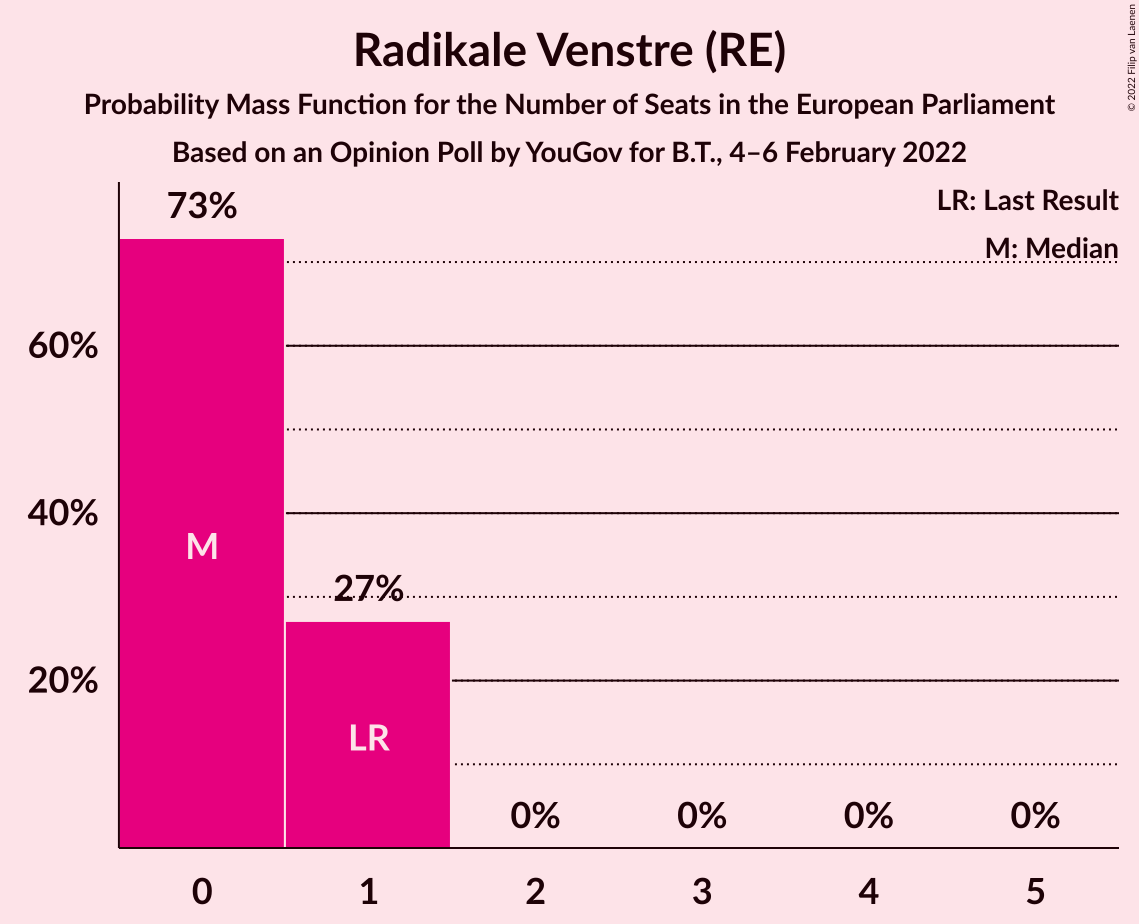 Radikale Venstre (RE)
Probability Mass Function for the Number of Seats in the European Parliament
Based on an Opinion Poll by YouGov for B.T., 4–6 February 2022
© 2022 Filip van Laenen
LR: Last Result
M: Median
73%
60%
40%
20%
M
27%
LR
0%
0%
0%
0%
0
1
2
3
4
5